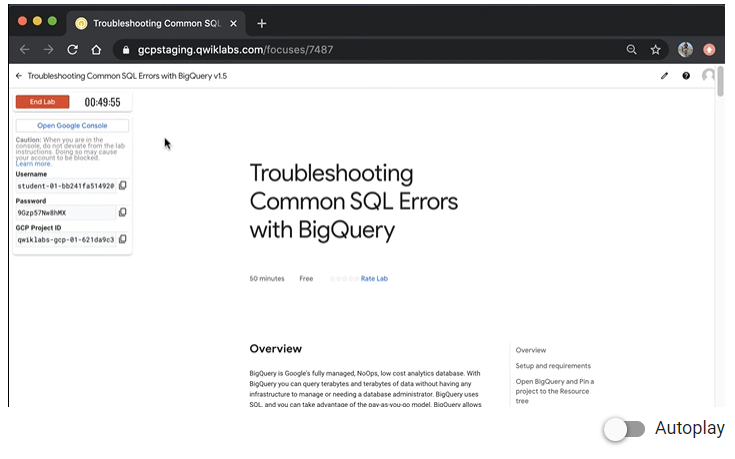 Troubleshooting Common SQL
gcpstaging.qwiklabs.com/focuses/7487
Troubleshooting Common SQL Errors with BigQuery v1.5
End Lab
00:49:55
Open Google Console
Caution: When you are in the
console, do not deviate from the lab
instructions. Doing so may cause
your account to be blocked.
Learn more.
Username
student-01-bb241fa514920
Password
9Gzp57Nw8hMX
GCP Project ID
qwiklabs-gcp-01-621da9c3
Troubleshooting
Common SQL Errors
with BigQuery
50 minutes Free Rate Lab
Overview
BigQuery is Google's fully managed, NoOps, low cost analytics database. With
BigQuery you can query terabytes and terabytes of data without having any
infrastructure to manage or needing a database administrator. BigQuery uses
SQL and you can take advantage of the pay-as-you-go model. BigQuery allows
Overview
Setup and requirements
Open BigQuery and Pin a
project to the Resource
tree
Autoplay